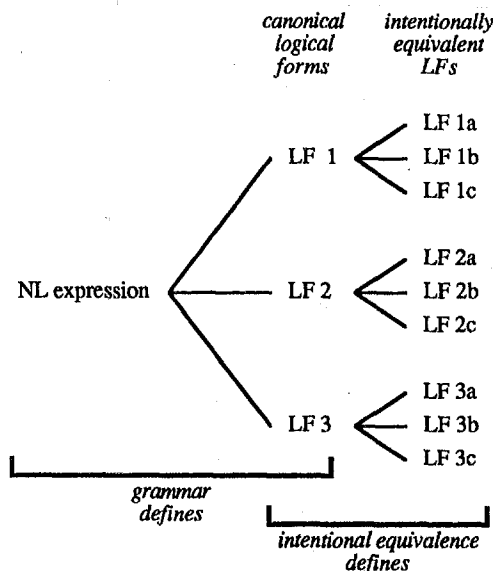 canonical
logical
forms
intentionally
equivalent
LFs
LF 1a
LF 1
LF 1b
LF 1c
LF 2a
NL expression
LF 2
LF 2b
LF 2c
LF 3a
LF 3
LF 3b
LF 3c
grammar
defines
intentional equivalence
defines